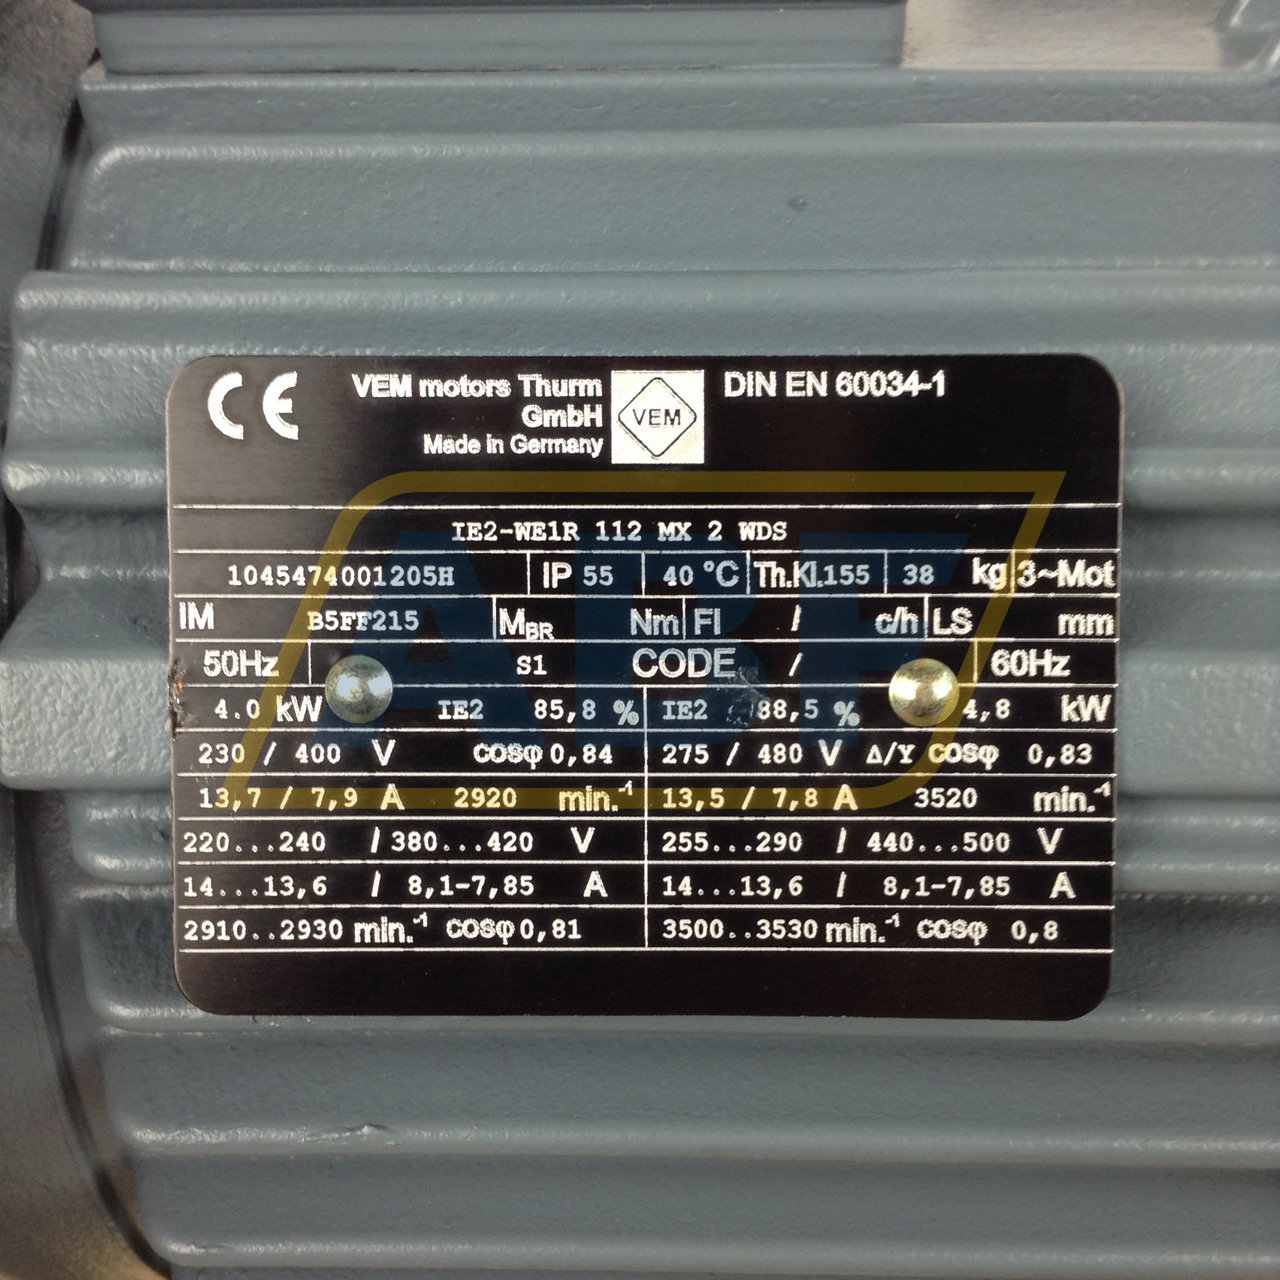 CE VEM motors Thurm GmbH Made in Germany VEM DIN EN 60034-1
IE2-WE1R 112 MX 2 WDS
1045474001205H IP 55 40 °C Th.Kl.155 38 kg 3~Mot
IM B5FF215 MBR Nm FI / c/h LS mm
50Hz S1 CODE / 60Hz
4.0 kW IE2 85,8 % IE2 88,5 % 4,8 kW
230 / 400 V cosφ 0,84 275 / 480 V Δ/Y cosφ 0,83
13,7 / 7,9 A 2920 min.-1 13,5 / 7,8 A 3520 min.-1
220...240 / 380...420 V 255...290 / 440...500 V
14...13,6 / 8,1-7,85 A 14...13,6 / 8,1-7,85 A
2910..2930 min.-1 cosφ 0,81 3500..3530 min.-1 cosφ 0,8
ABF